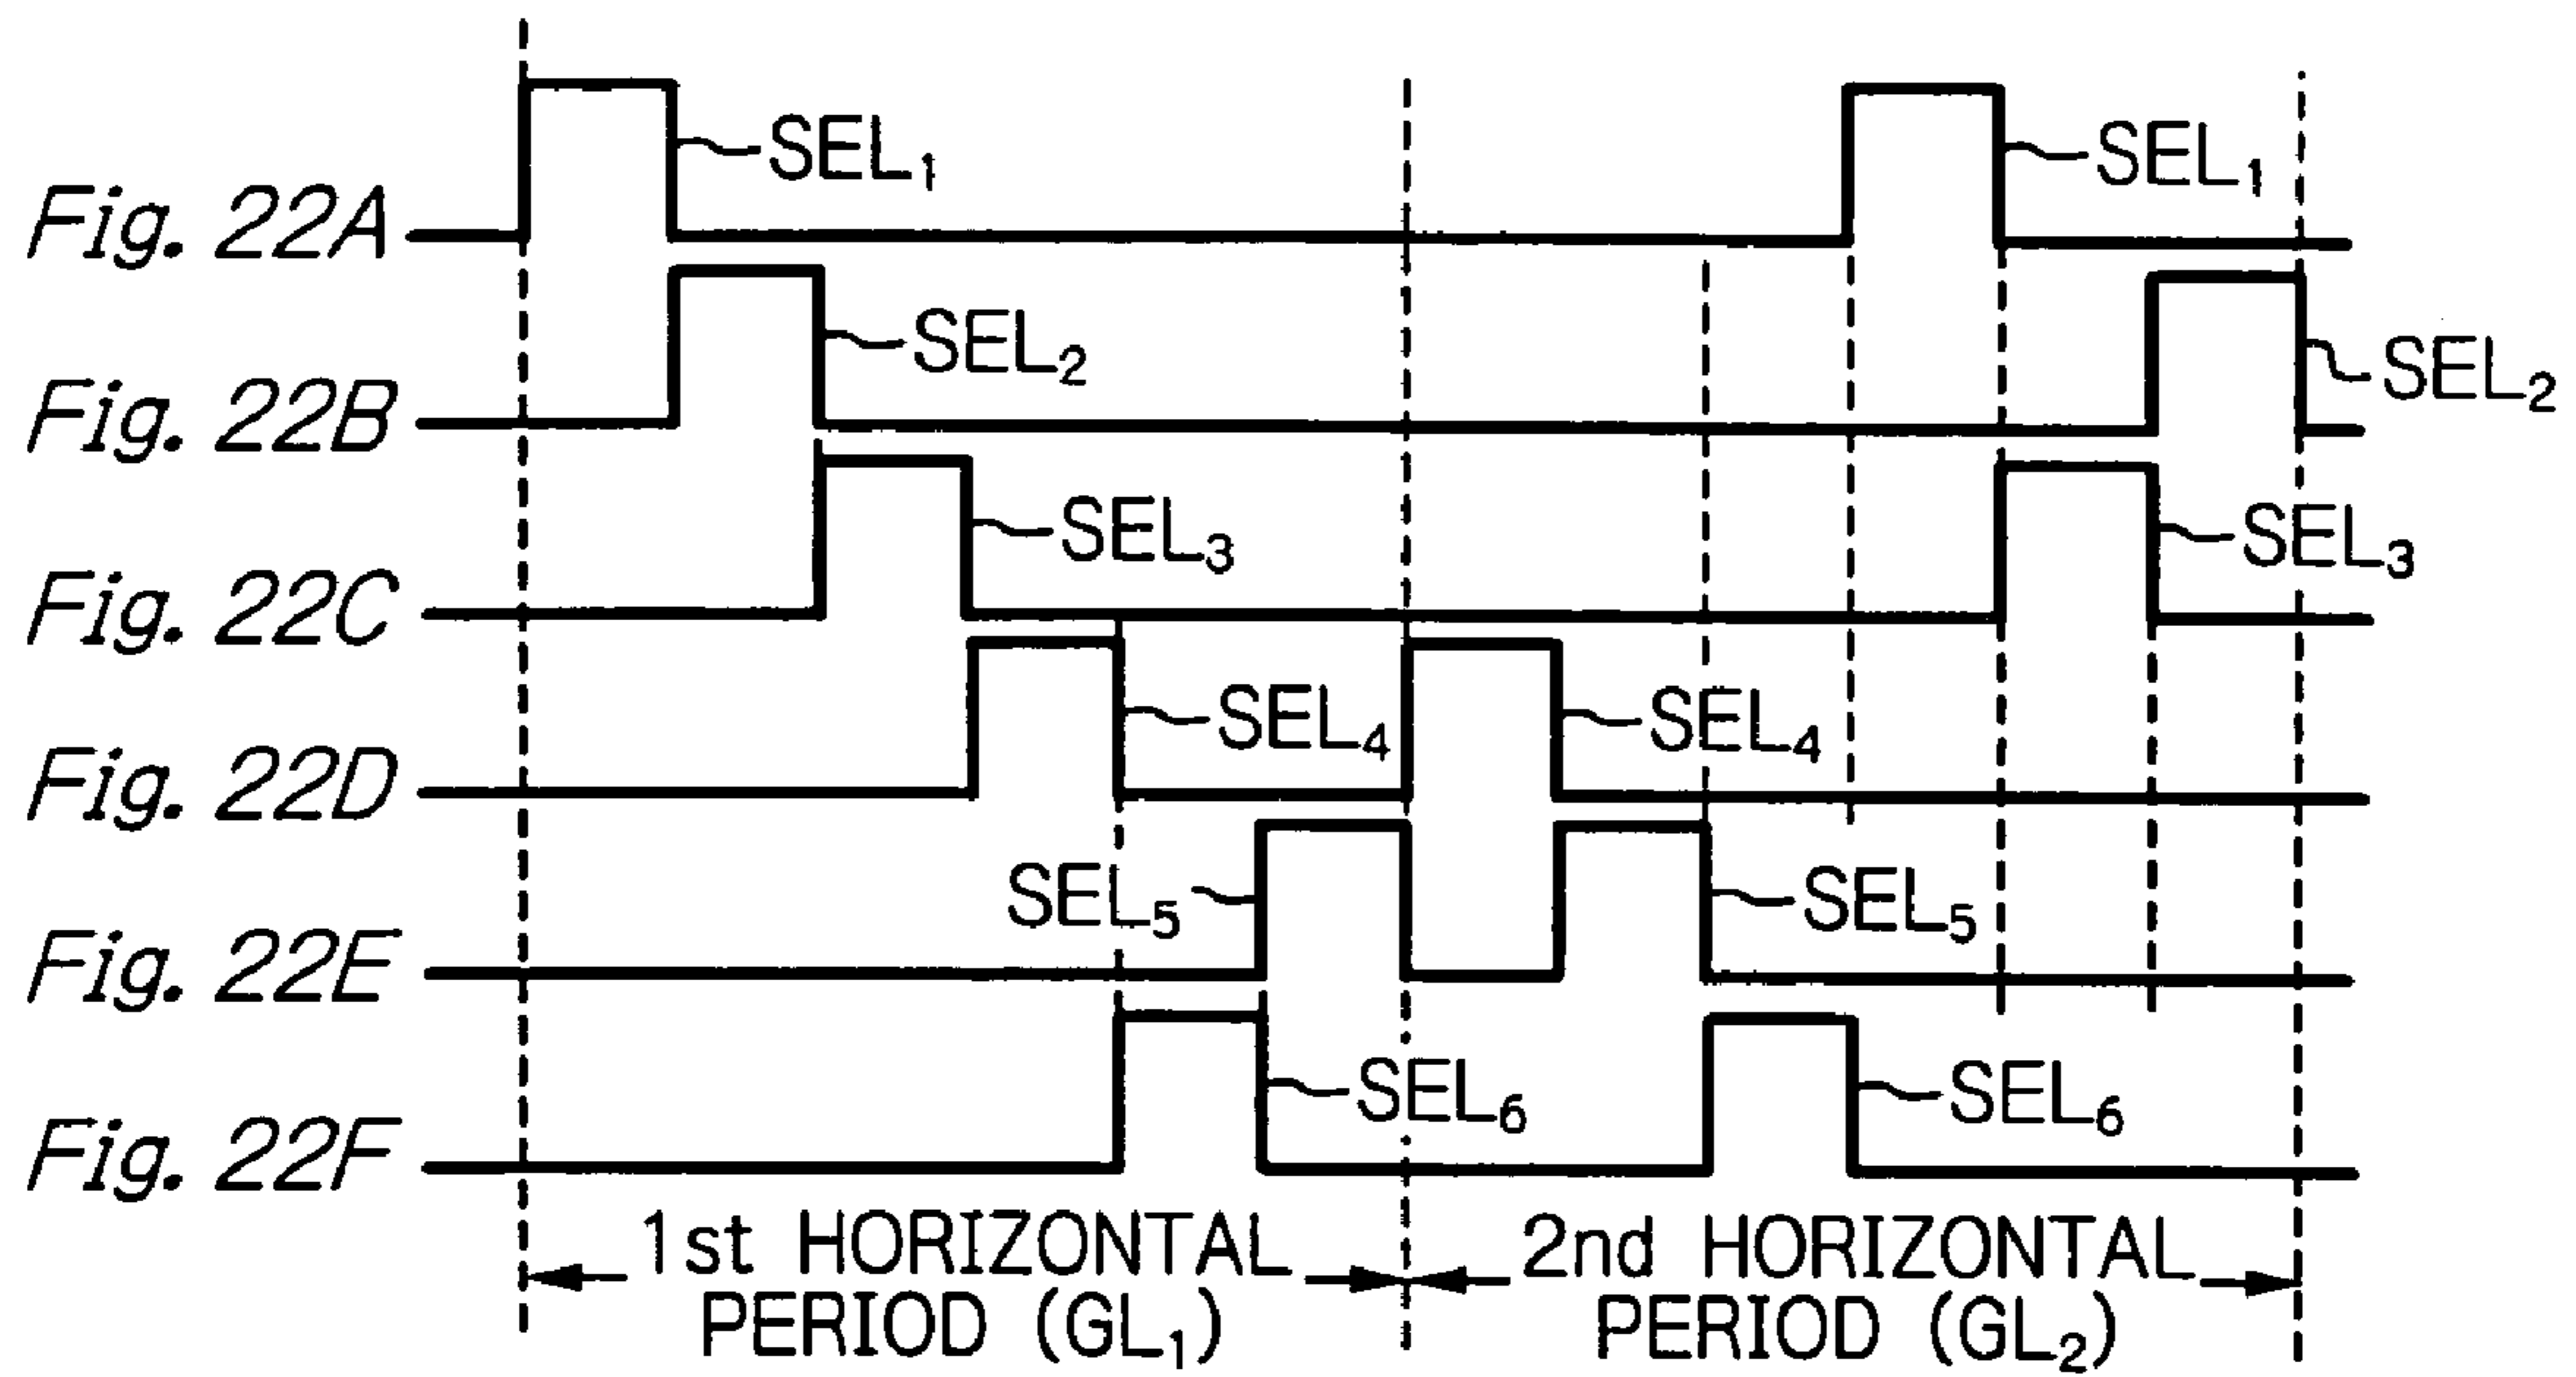 Fig. 22A SEL₁ SEL₁
Fig. 22B SEL₂ SEL₂
Fig. 22C SEL₃ SEL₃
Fig. 22D SEL₄ SEL₄
Fig. 22E SEL₅ SEL₅
Fig. 22F SEL₆ SEL₆
1st HORIZONTAL
PERIOD (GL₁)
2nd HORIZONTAL
PERIOD (GL₂)